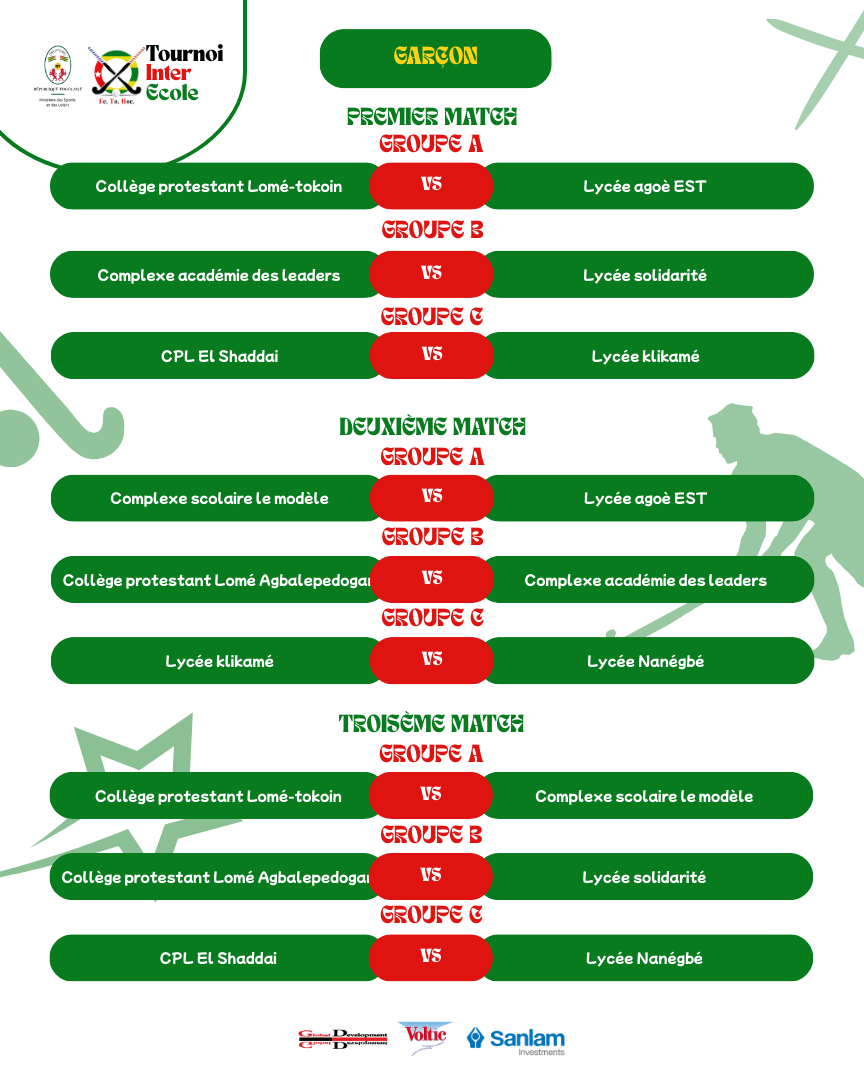 RÉPUBLIQUE TOGOLAISE
Ministère des Sports
et des Loisirs
Fe. To. Hoc.
Tournoi
Inter
Ecole
GARÇON
PREMIER MATCH
GROUPE A
Collège protestant Lomé-tokoin VS Lycée agoè EST
GROUPE B
Complexe académie des leaders VS Lycée solidarité
GROUPE C
CPL El Shaddai VS Lycée klikamé
DEUXIÈME MATCH
GROUPE A
Complexe scolaire le modèle VS Lycée agoè EST
GROUPE B
Collège protestant Lomé Agbalepedogan VS Complexe académie des leaders
GROUPE C
Lycée klikamé VS Lycée Nanégbé
TROISÈME MATCH
GROUPE A
Collège protestant Lomé-tokoin VS Complexe scolaire le modèle
GROUPE B
Collège protestant Lomé Agbalepedogan VS Lycée solidarité
GROUPE C
CPL El Shaddai VS Lycée Nanégbé
Global Development Voltic Sanlam
Investments